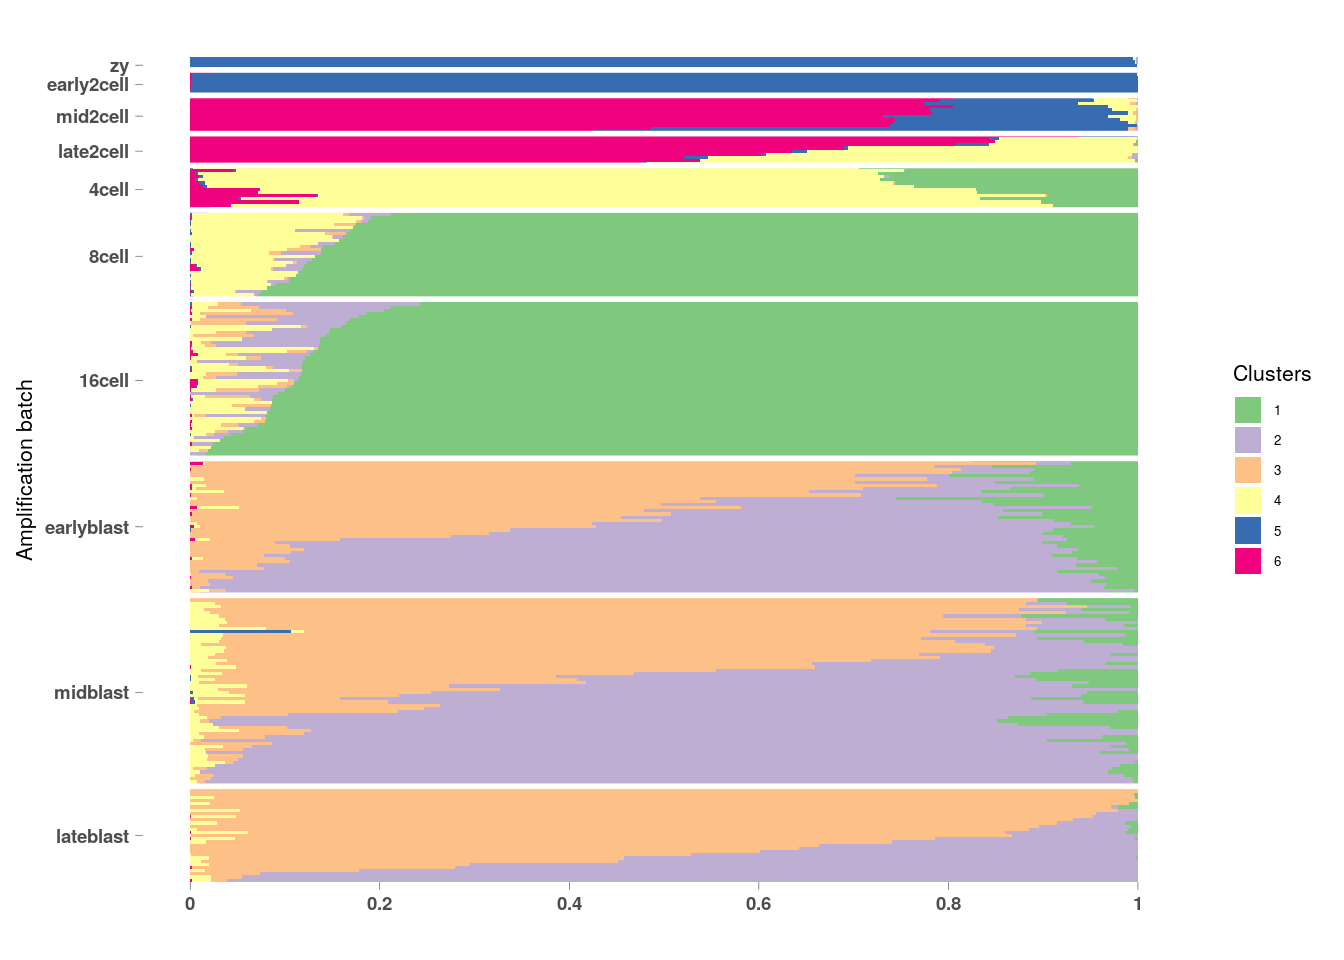 zy
early2cell
mid2cell
late2cell
4cell
8cell
16cell
earlyblast
midblast
lateblast
Amplification batch
0 0.2 0.4 0.6 0.8 1
Clusters
1
2
3
4
5
6